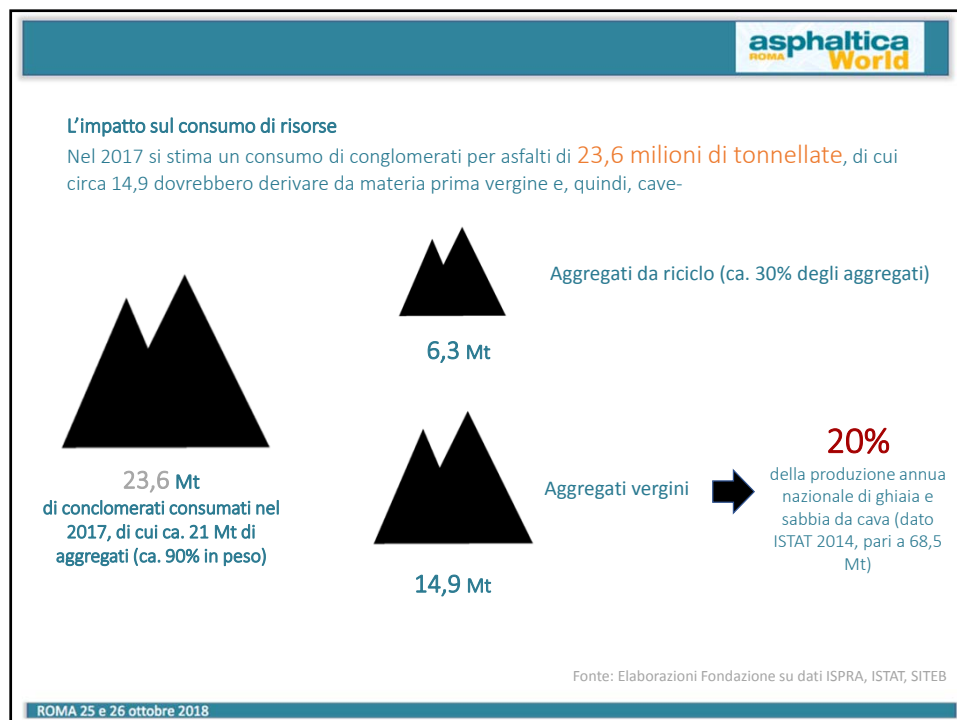 asphaltica
ROMA World
L'impatto sul consumo di risorse
Nel 2017 si stima un consumo di conglomerati per asfalti di 23,6 milioni di tonnellate, di cui
circa 14,9 dovrebbero derivare da materia prima vergine e, quindi, cave-
Aggregati da riciclo (ca. 30% degli aggregati)
6,3 Mt
23,6 Mt
di conclomerati consumati nel
2017, di cui ca. 21 Mt di
aggregati (ca. 90% in peso)
Aggregati vergini
14,9 Mt
20%
della produzione annua
nazionale di ghiaia e
sabbia da cava (dato
ISTAT 2014, pari a 68,5
Mt)
Fonte: Elaborazioni Fondazione su dati ISPRA, ISTAT, SITEB
ROMA 25 e 26 ottobre 2018